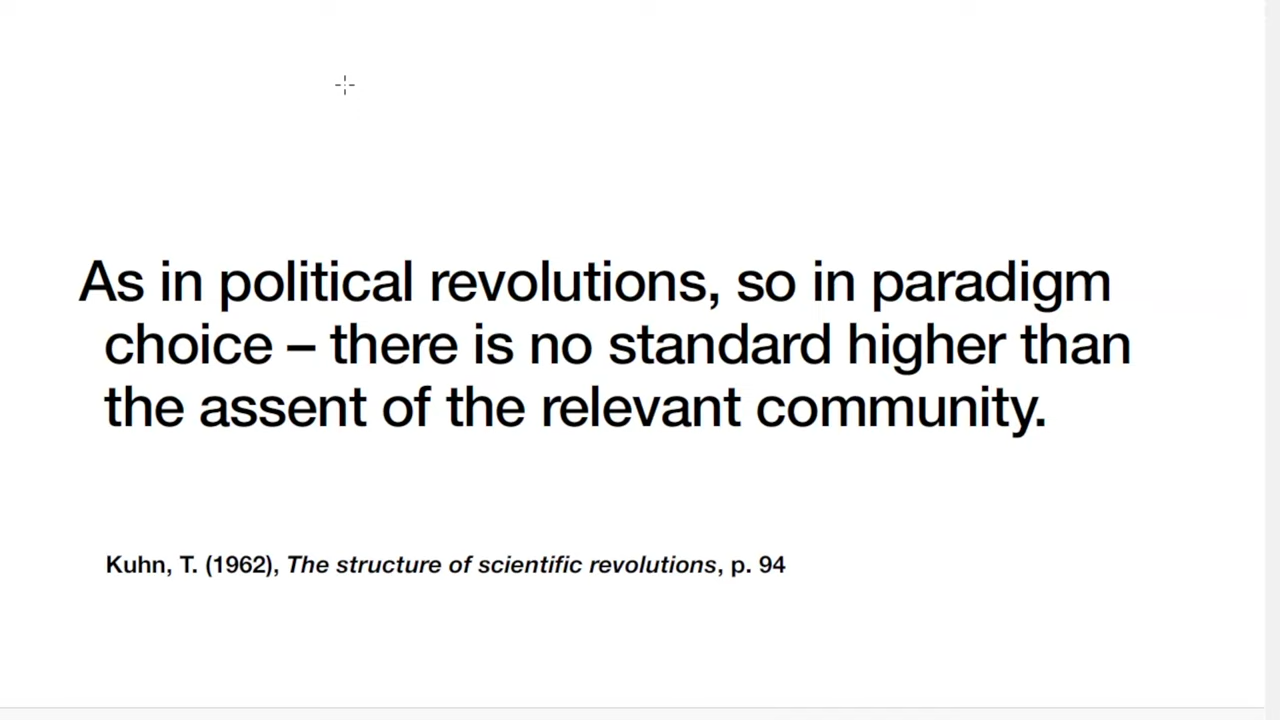 As in political revolutions, so in paradigm
choice – there is no standard higher than
the assent of the relevant community.
Kuhn, T. (1962), The structure of scientific revolutions, p. 94